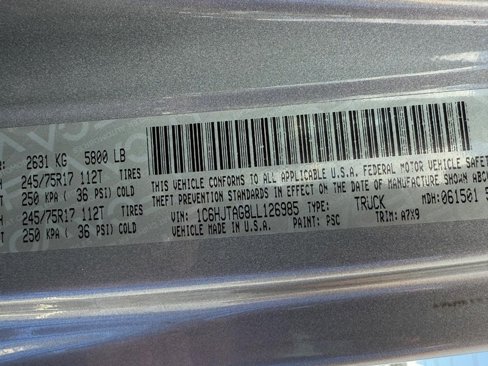 2631 KG 5800 LB
245/75R17 112T TIRES
250 KPA ( 36 PSI) COLD
245/75R17 112T TIRES
250 KPA ( 36 PSI) COLD
THIS VEHICLE CONFORMS TO ALL APPLICABLE U.S.A. FEDERAL MOTOR VEHICLE SAFET
THEFT PREVENTION STANDARDS IN EFFECT ON THE DATE OF MANUFACTURE SHOWN ABOVE
VIN: 1C6HJTAG8LL126985 TYPE: TRUCK MDH: 061501
VEHICLE MADE IN U.S.A. PAINT: PSC TRIM: A7X9